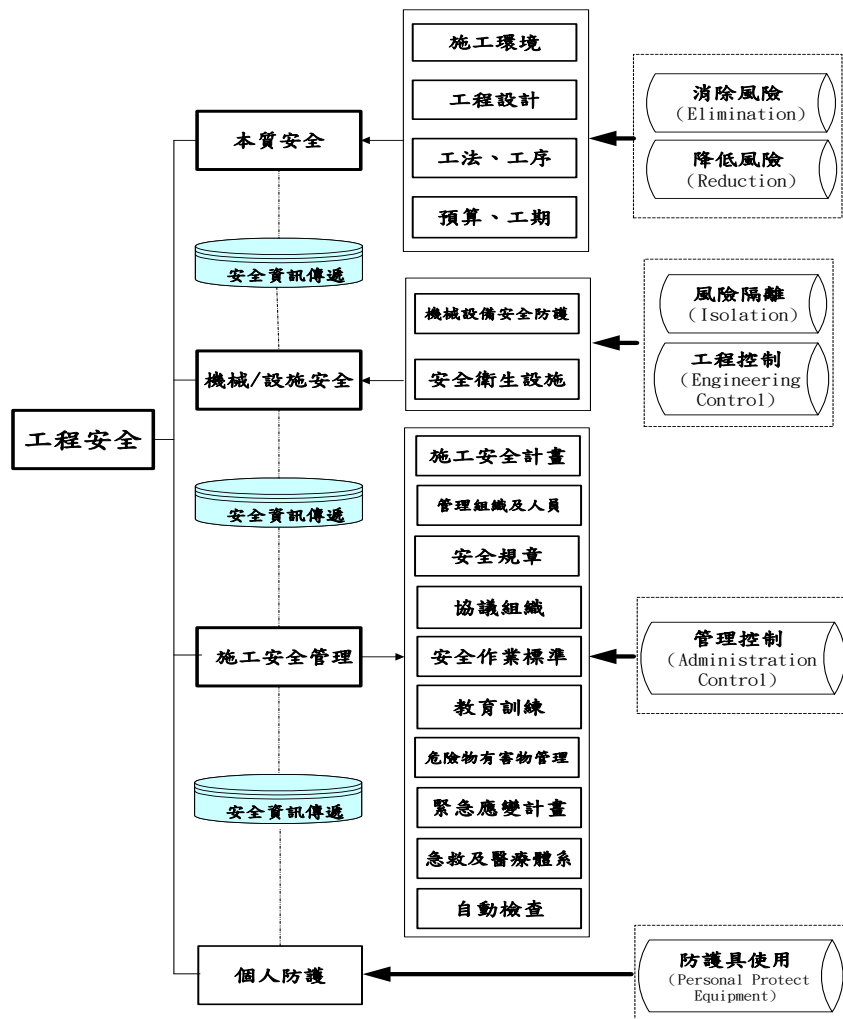 施工環境
工程設計
工法、工序
預算、工期
消除風險
(Elimination)
降低風險
(Reduction)
本質安全
安全資訊傳遞
機械設備安全防護
安全衛生設施
風險隔離
(Isolation)
工程控制
(Engineering
Control)
機械/設施安全
工程安全
安全資訊傳遞
施工安全計畫
管理組織及人員
安全規章
協議組織
安全作業標準
教育訓練
危險物有害物管理
緊急應變計畫
急救及醫療體系
自動檢查
施工安全管理
管理控制
(Administration
Control)
安全資訊傳遞
個人防護
防護具使用
(Personal Protect
Equipment)